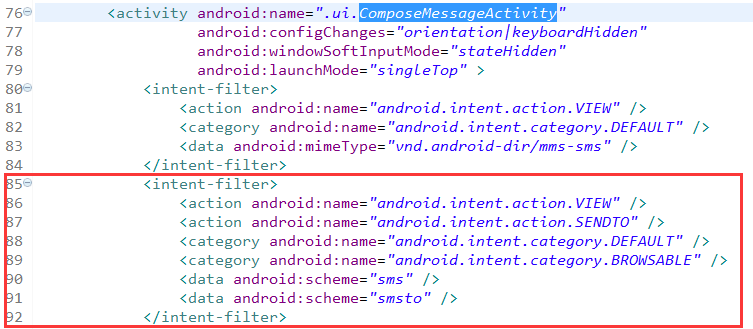 76 <activity android:name=".ui.ComposeMessageActivity"
77 android:configChanges="orientation|keyboardHidden"
78 android:windowSoftInputMode="stateHidden"
79 android:launchMode="singleTop" >
80 <intent-filter>
81 <action android:name="android.intent.action.VIEW" />
82 <category android:name="android.intent.category.DEFAULT" />
83 <data android:mimeType="vnd.android-dir/mms-sms" />
84 </intent-filter>
85 <intent-filter>
86 <action android:name="android.intent.action.VIEW" />
87 <action android:name="android.intent.action.SENDTO" />
88 <category android:name="android.intent.category.DEFAULT" />
89 <category android:name="android.intent.category.BROWSABLE" />
90 <data android:scheme="sms" />
91 <data android:scheme="smsto" />
92 </intent-filter>